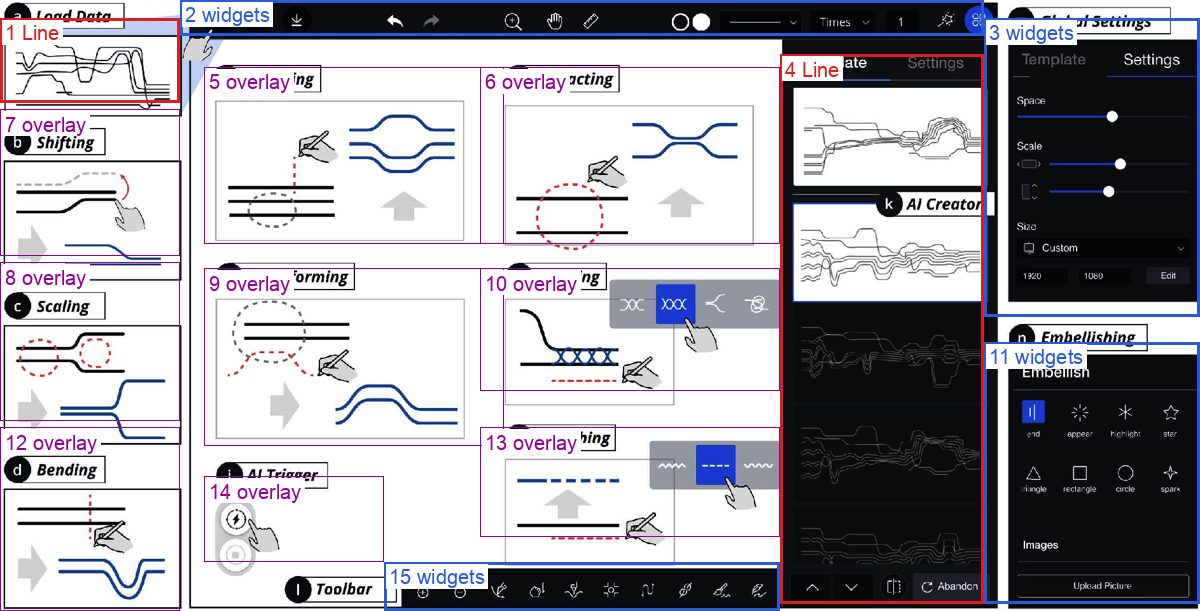 a Load Data
1 Line
2 widgets
Times
1
Global Settings
3 widgets
Template
Settings
Space
Scale
Size
Custom
1920
1080
Edit
4 Line
Settings
k AI Creator
5 overlay
6 overlay
7 overlay
b Shifting
8 overlay
c Scaling
9 overlay
10 overlay
12 overlay
d Bending
13 overlay
AI Trigger
14 overlay
l Toolbar
15 widgets
Abandon
n Embellishing
11 widgets
Embellish
end
appear
highlight
star
triangle
rectangle
circle
spark
Images
Upload Picture